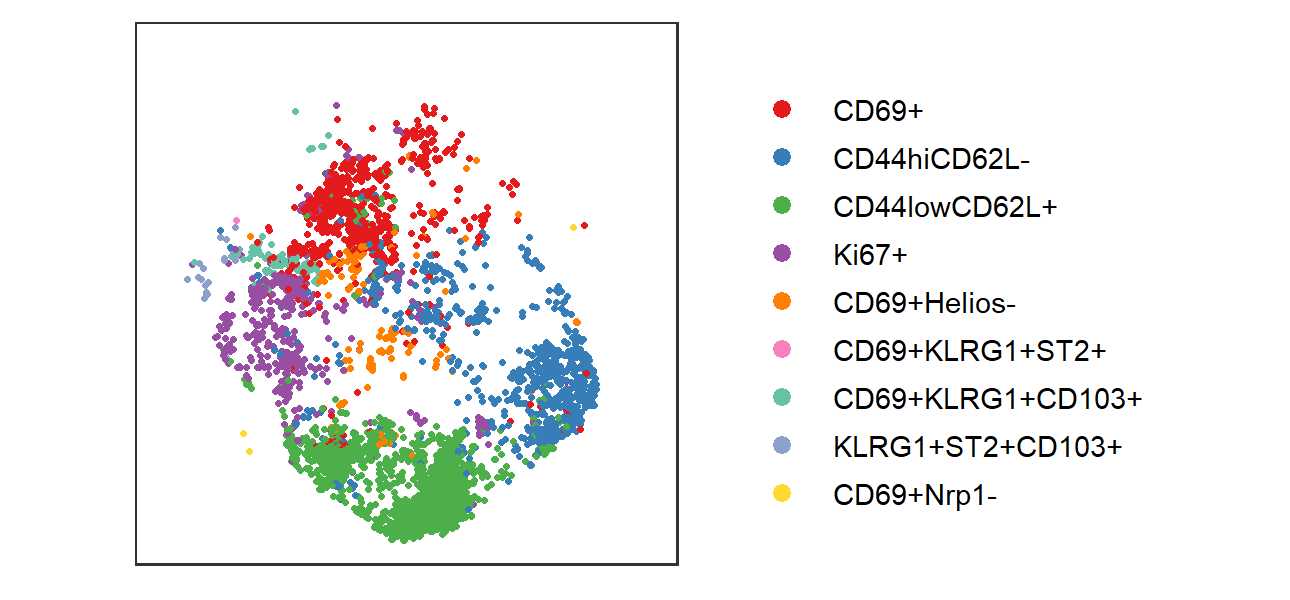 CD69+
CD44hiCD62L-
CD44lowCD62L+
Ki67+
CD69+Helios-
CD69+KLRG1+ST2+
CD69+KLRG1+CD103+
KLRG1+ST2+CD103+
CD69+Nrp1-